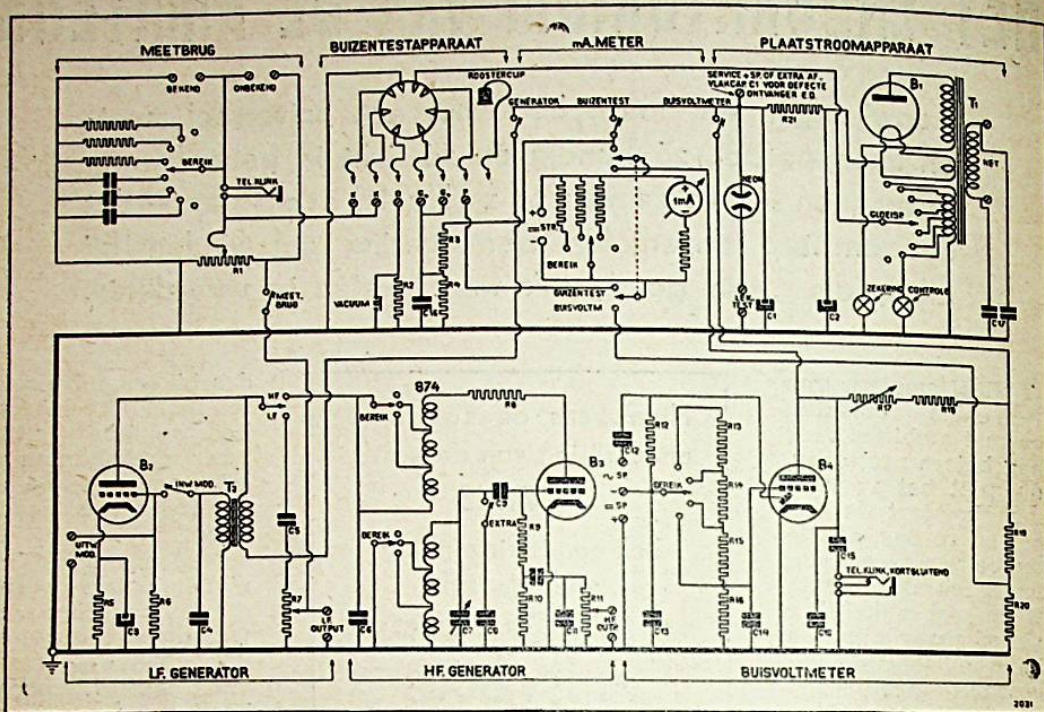 MEETBRUG
BUIZENTESTAPPARAAT
mA.METER
PLAATSTROOMAPPARAAT
BEKEND
ONBEKEND
ROOSTERCUP
SERVICE + SP. OF EXTRA AF-
VLAKCAP C1 VOOR DEFECTE
ONTVANGER E.D.
GENERATOR
BUIZENTEST
BUISVOLTMETER
B1
T1
R21
NET
BEREIK
TEL. KLINK
NEON
1mA
GLOEISP.
K
G
G
F
STR.
R3
BEREIK
R1
R2
R4
VACUUM
C16
MEET-
BRUG
BUIZENTEST
BUISVOLTM
LEK-
TEST
C1
C2
ZEKERING
CONTROLE
C17
HF
LF
BEREIK
874
R8
R17
R18
B2
INW MOD.
T2
B3
C12
R12
R13
B4
UITW.
MOD.
C5
BEREIK
EXTRA
R9
SP
SP
BEREIK
R14
R15
C15
R19
TEL.KLINK, KORTSLUITEND
R5
R6
C3
C4
R7
LF.
OUTPUT
C6
C7
R10
C11
R11
HF
OUTP.
C13
R16
C14
R20
LF. GENERATOR
HF. GENERATOR
BUISVOLTMETER
2031